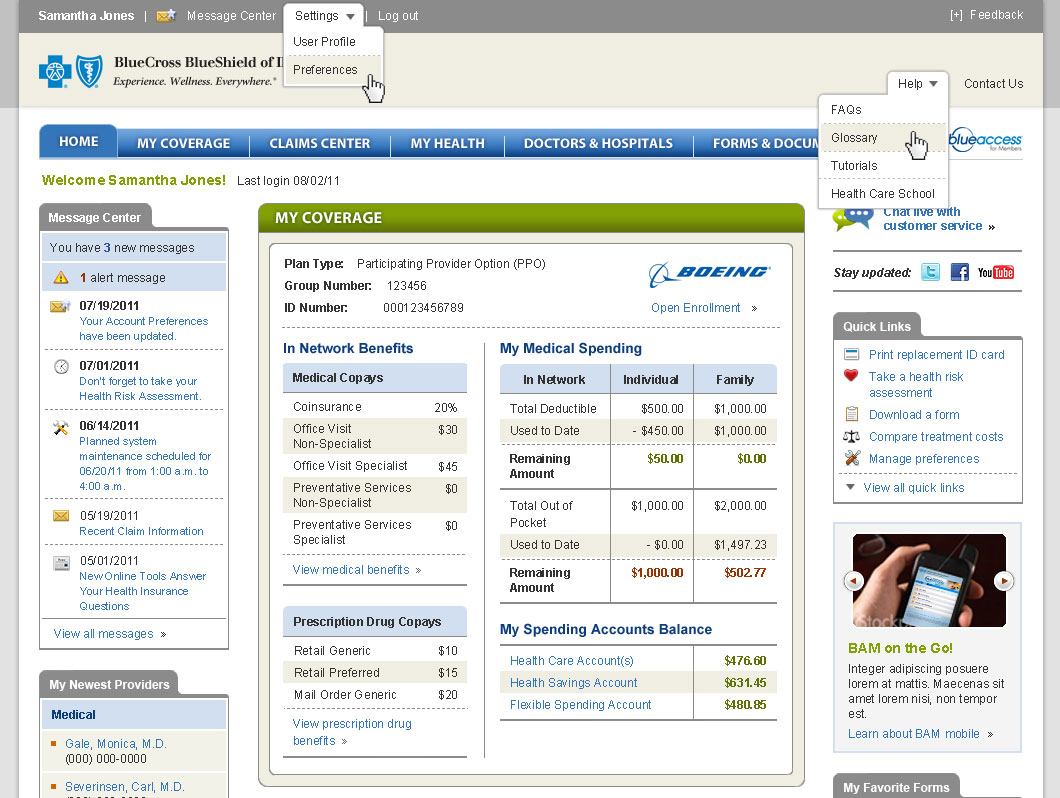 Samantha Jones | Message Center Settings | Log out [+] Feedback
User Profile
Preferences
BlueCross BlueShield of
Experience. Wellness. Everywhere.®
Help Contact Us
FAQs
Glossary
Tutorials
Health Care School
HOME MY COVERAGE CLAIMS CENTER MY HEALTH DOCTORS & HOSPITALS FORMS & DOCUM
blueaccess
for Members
Welcome Samantha Jones! Last login 08/02/11
Message Center
You have 3 new messages
1 alert message
07/19/2011
Your Account Preferences
have been updated.
07/01/2011
Don't forget to take your
Health Risk Assessment.
06/14/2011
Planned system
maintenance scheduled for
06/20/11 from 1:00 a.m. to
4:00 a.m.
05/19/2011
Recent Claim Information
05/01/2011
New Online Tools Answer
Your Health Insurance
Questions
View all messages »
My Newest Providers
Medical
Gale, Monica, M.D.
(000) 000-0000
Severinsen, Carl, M.D.
MY COVERAGE
Plan Type: Participating Provider Option (PPO)
Group Number: 123456
ID Number: 000123456789
BOEING®
Open Enrollment »
In Network Benefits
Medical Copays
Coinsurance 20%
Office Visit
Non-Specialist $30
Office Visit Specialist $45
Preventative Services
Non-Specialist $0
Preventative Services
Specialist $0
View medical benefits »
Prescription Drug Copays
Retail Generic $10
Retail Preferred $15
Mail Order Generic $20
View prescription drug
benefits »
My Medical Spending
In Network Individual Family
Total Deductible $500.00 $1,000.00
Used to Date - $450.00 $1,000.00
Remaining
Amount $50.00 $0.00
Total Out of
Pocket $1,000.00 $2,000.00
Used to Date - $0.00 $1,497.23
Remaining
Amount $1,000.00 $502.77
My Spending Accounts Balance
Health Care Account(s) $476.60
Health Savings Account $631.45
Flexible Spending Account $480.85
Chat live with
customer service »
Stay updated: You Tube
Quick Links
Print replacement ID card
Take a health risk
assessment
Download a form
Compare treatment costs
Manage preferences
View all quick links
BAM on the Go!
Integer adipiscing posuere
lorem at mattis. Maecenas sit
amet lorem nisi, non tempor
est.
Learn about BAM mobile »
My Favorite Forms